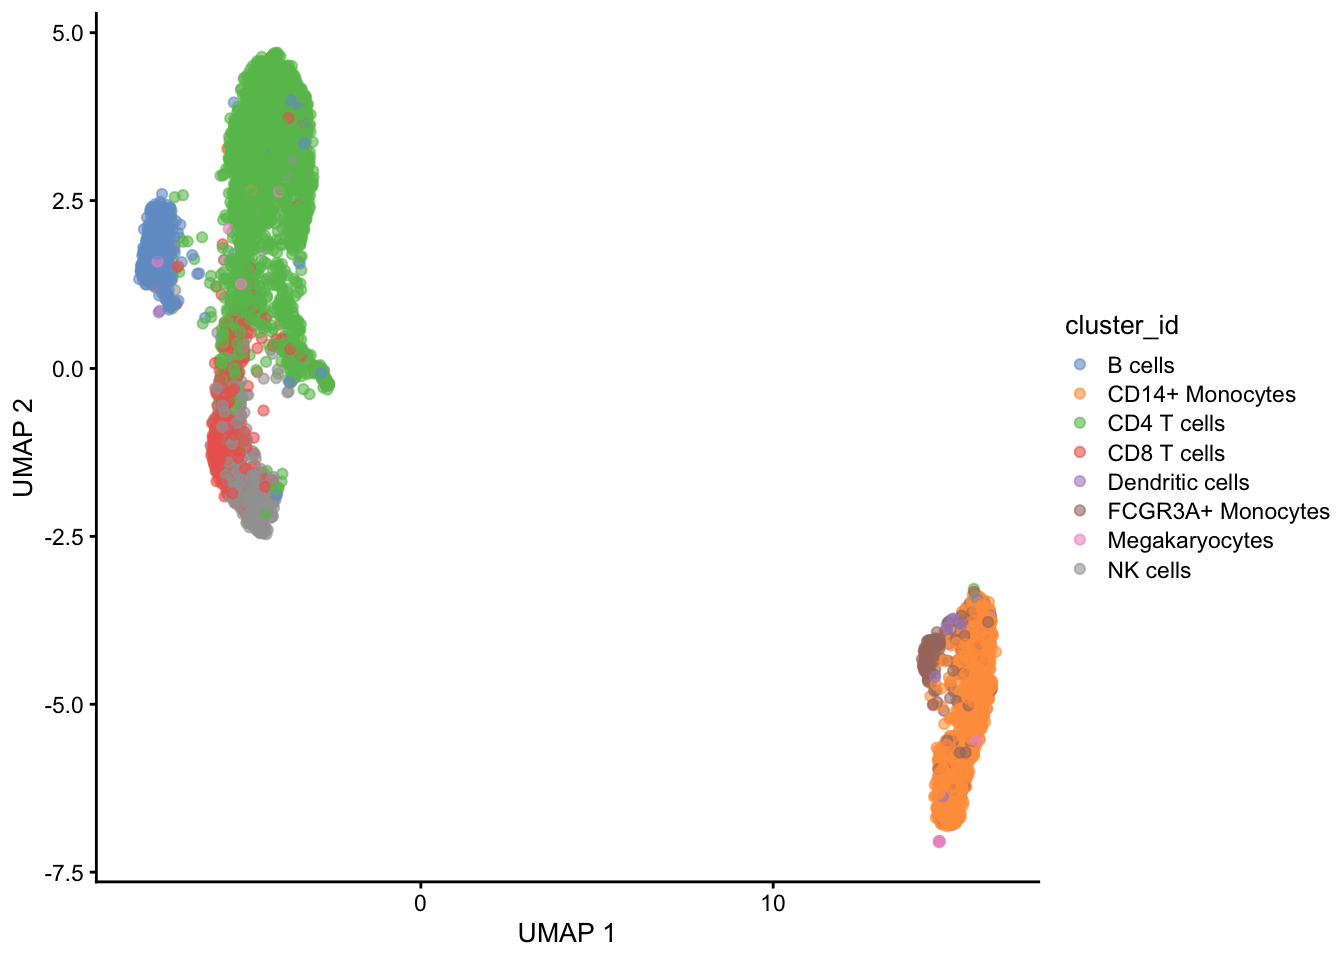 5.0
2.5
0.0
-2.5
-5.0
-7.5
UMAP 2
0
10
UMAP 1
cluster_id
B cells
CD14+ Monocytes
CD4 T cells
CD8 T cells
Dendritic cells
FCGR3A+ Monocytes
Megakaryocytes
NK cells